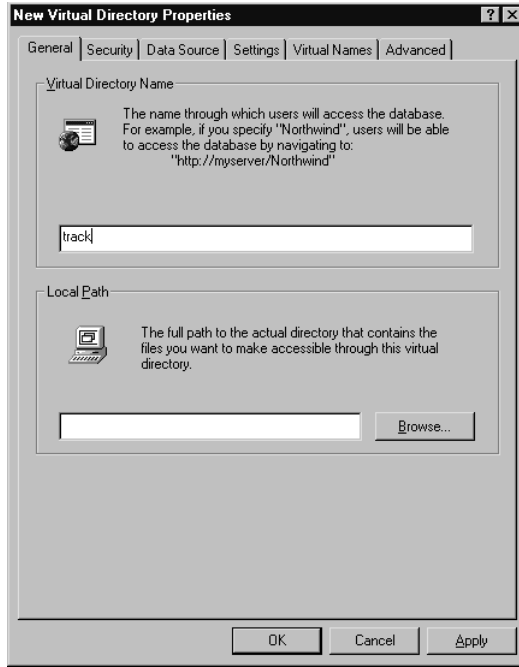 New Virtual Directory Properties
General Security Data Source Settings Virtual Names Advanced
Virtual Directory Name
The name through which users will access the database.
For example, if you specify "Northwind", users will be able
to access the database by navigating to:
"http://myserver/Northwind"
track
Local Path
The full path to the actual directory that contains the
files you want to make accessible through this virtual
directory.
Browse...
OK Cancel Apply